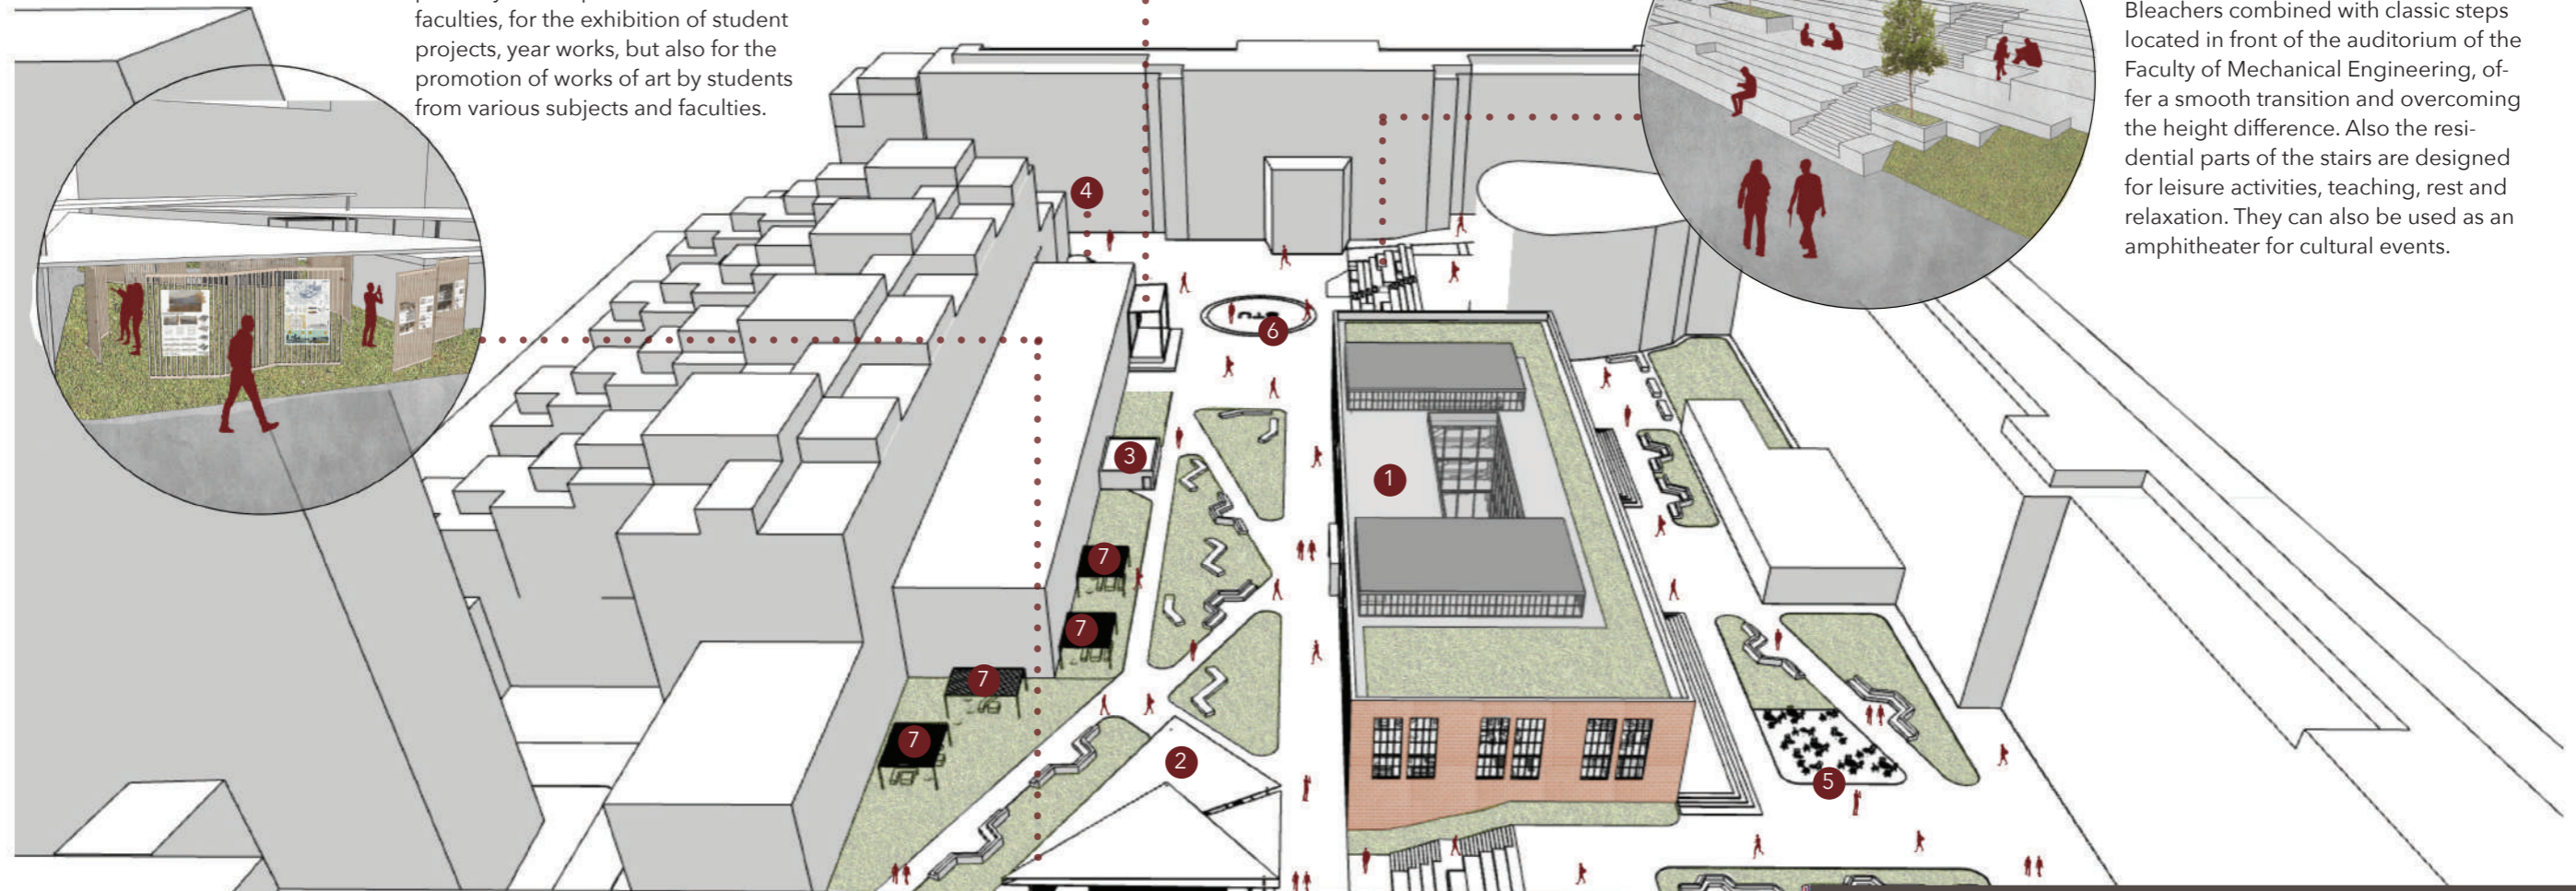 faculties, for the exhibition of student
projects, year works, but also for the
promotion of works of art by students
from various subjects and faculties.
Bleachers combined with classic steps
located in front of the auditorium of the
Faculty of Mechanical Engineering, of-
fer a smooth transition and overcoming
the height difference. Also the resi-
dential parts of the stairs are designed
for leisure activities, teaching, rest and
relaxation. They can also be used as an
amphitheater for cultural events.
4
STU
6
3
1
7
7
7
7
2
5